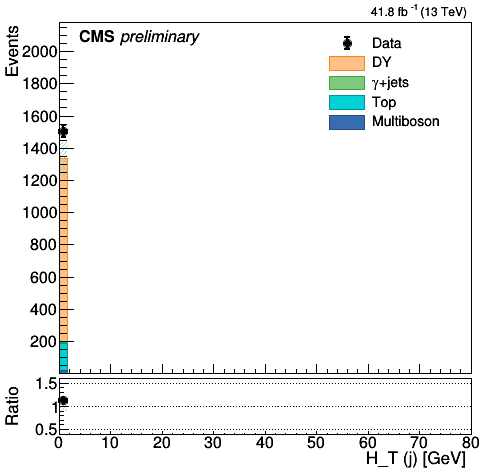 41.8 fb⁻¹ (13 TeV)
CMS preliminary
Events
2000
1800
1600
1400
1200
1000
800
600
400
200
Data
DY
γ+jets
Top
Multiboson
Ratio
1.5
1
0.5
0 10 20 30 40 50 60 70 80
H_T (j) [GeV]